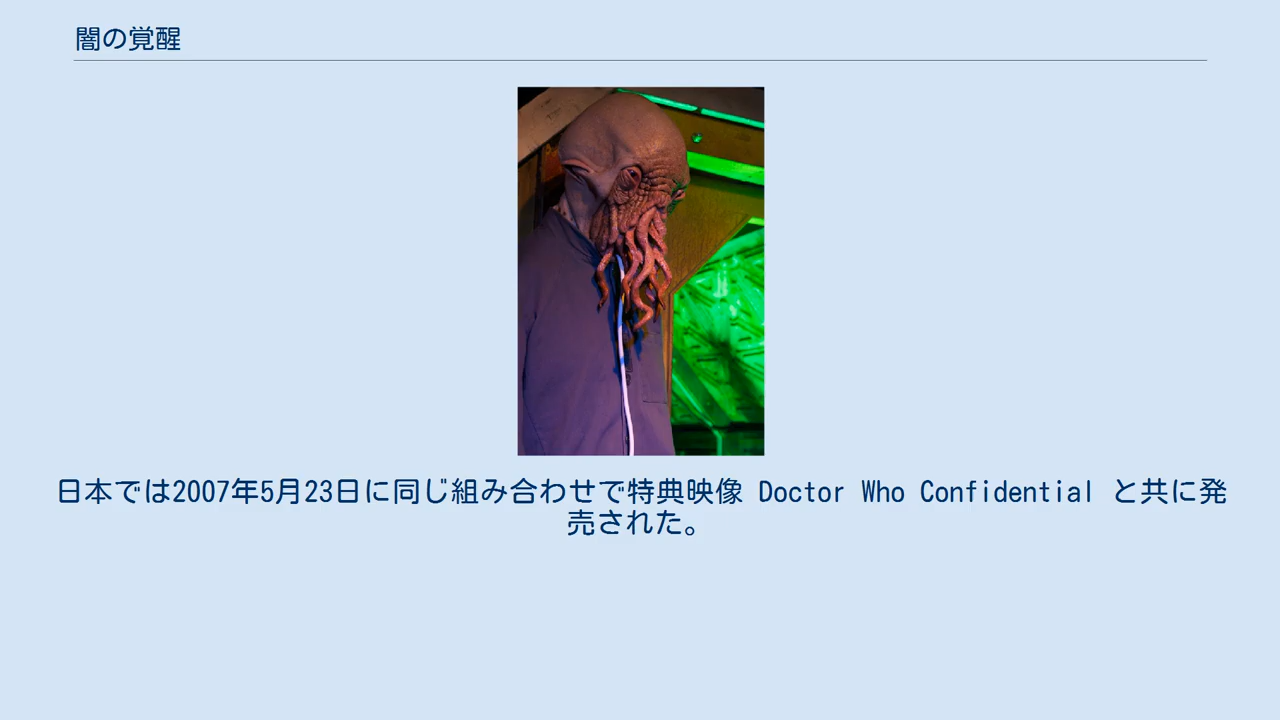 闇の覚醒
日本では2007年5月23日に同じ組み合わせで特典映像 Doctor Who Confidential と共に発
売された。